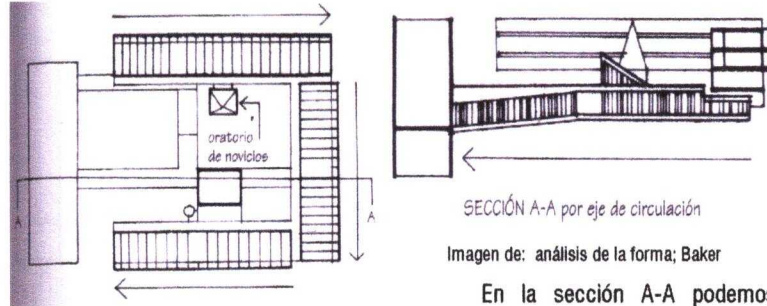 oratorio
de novicios
A
A
SECCIÓN A-A por eje de circulación
Imagen de: análisis de la forma; Baker
En la sección A-A podemo